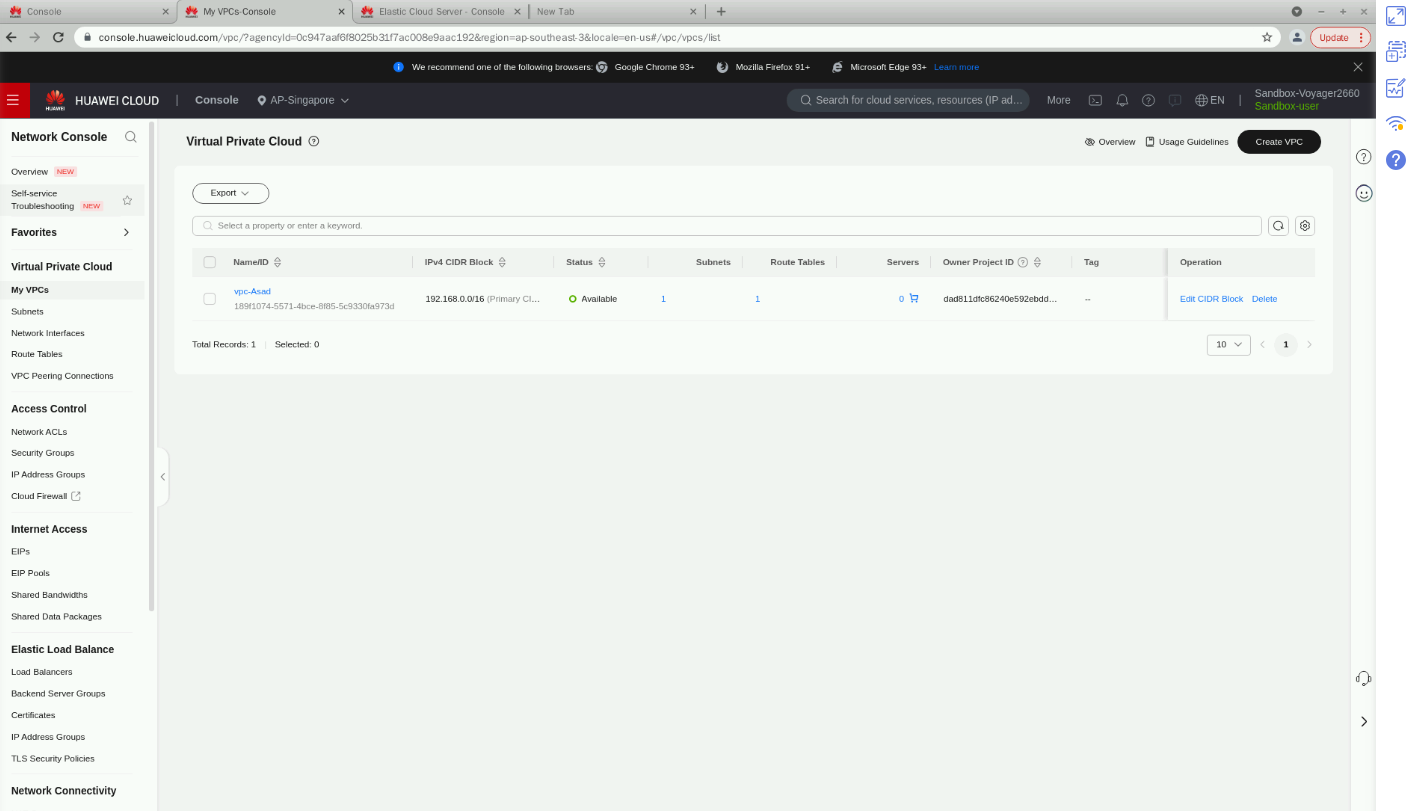 Console
My VPCs-Console
Elastic Cloud Server - Console
New Tab
console.huaweicloud.com/vpc/?agencyId=0c947aaf6f8025b31f7ac008e9aac192&region=ap-southeast-3&locale=en-us#/vpc/vpcs/list
Update
We recommend one of the following browsers: Google Chrome 93+ Mozilla Firefox 91+ Microsoft Edge 93+ Learn more
HUAWEI
HUAWEI CLOUD | Console AP-Singapore
Search for cloud services, resources (IP ad...
More
EN
Sandbox-Voyager2660
Sandbox-user
Network Console
Overview NEW
Self-service
Troubleshooting NEW
Favorites
Virtual Private Cloud
My VPCs
Subnets
Network Interfaces
Route Tables
VPC Peering Connections
Access Control
Network ACLs
Security Groups
IP Address Groups
Cloud Firewall
Internet Access
EIPs
EIP Pools
Shared Bandwidths
Shared Data Packages
Elastic Load Balance
Load Balancers
Backend Server Groups
Certificates
IP Address Groups
TLS Security Policies
Network Connectivity
Virtual Private Cloud
Overview
Usage Guidelines
Create VPC
Export
Select a property or enter a keyword.
Name/ID IPv4 CIDR Block Status Subnets Route Tables Servers Owner Project ID Tag Operation
vpc-Asad
189f1074-5571-4bce-8f85-5c9330fa973d
192.168.0.0/16 (Primary CI... Available 1 1 0 dad811dfc86240e592ebdd... -- Edit CIDR Block Delete
Total Records: 1 | Selected: 0
10
1